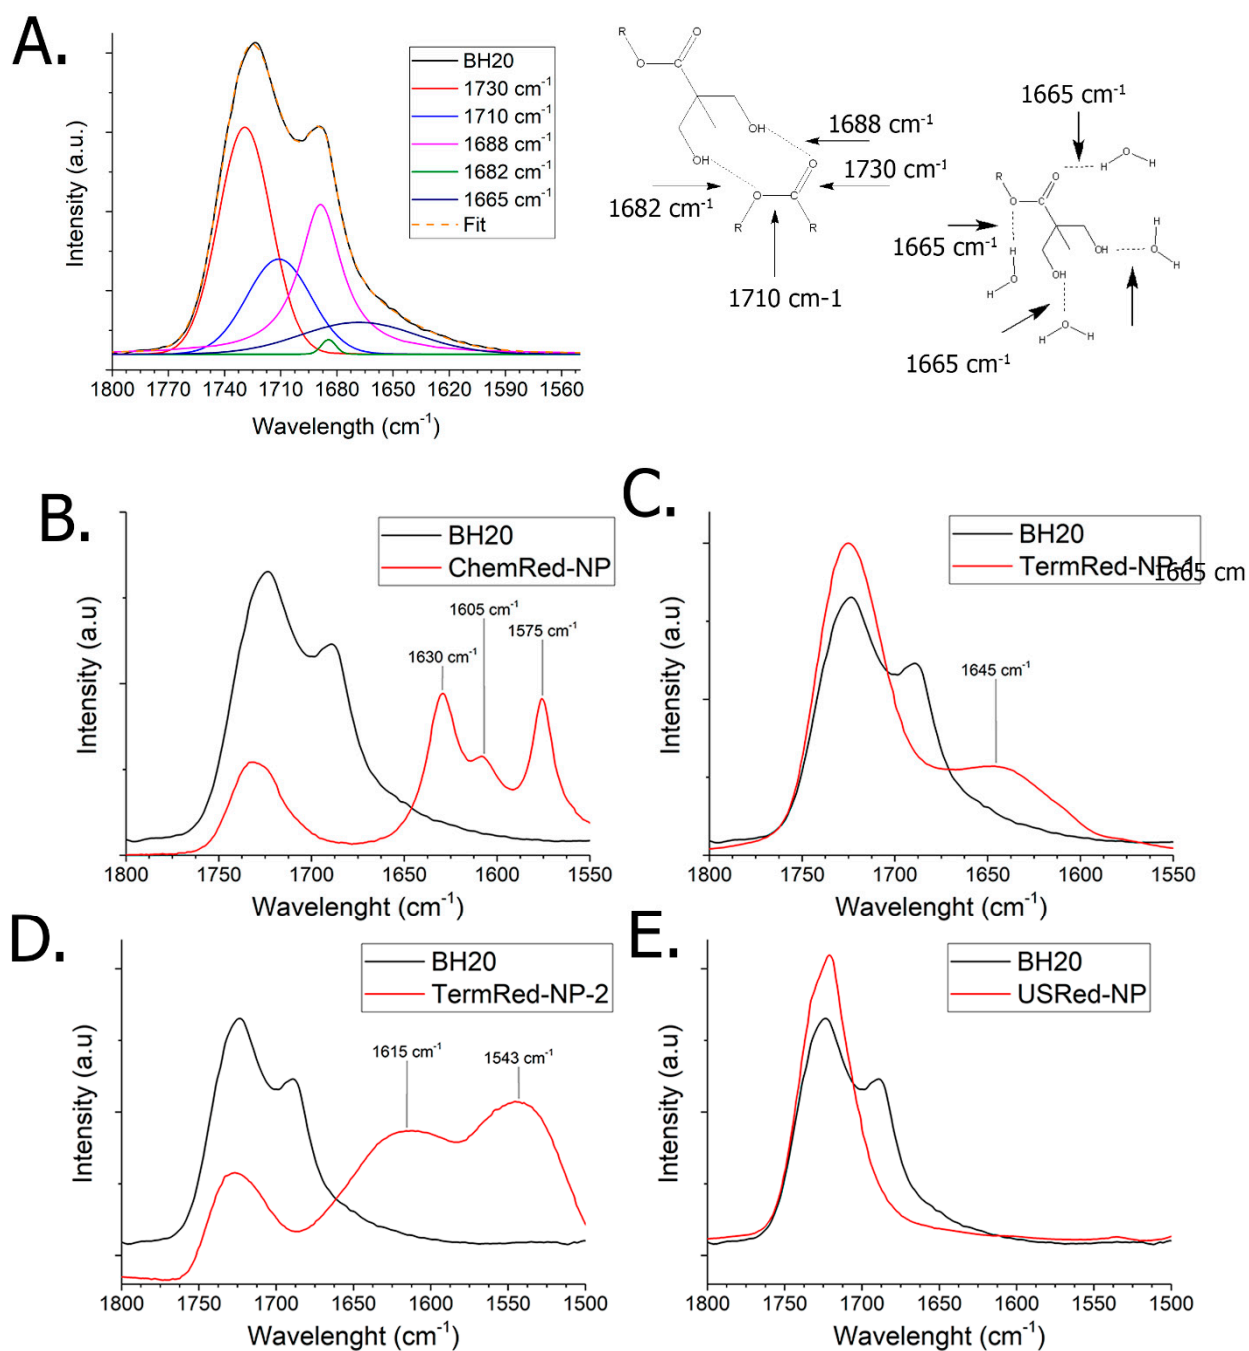 A.
Intensity (a.u.)
BH20
1730 cm⁻¹
1710 cm⁻¹
1688 cm⁻¹
1682 cm⁻¹
1665 cm⁻¹
Fit
1800 1770 1740 1710 1680 1650 1620 1590 1560
Wavelength (cm⁻¹)
R
O
O
C
OH
OH
O
O
C
R
R
1688 cm⁻¹
1730 cm⁻¹
1682 cm⁻¹
1710 cm-1
1665 cm⁻¹
O
H
O
H
R
O
C
1665 cm⁻¹
H
O
H
OH
OH
O
H
H
O
H
H
1665 cm⁻¹
B.
Intensity (a.u)
BH20
ChemRed-NP
1630 cm⁻¹
1605 cm⁻¹
1575 cm⁻¹
1800 1750 1700 1650 1600 1550
Wavelenght (cm⁻¹)
C.
Intensity (a.u)
BH20
TermRed-NP-1
1665 cm
1645 cm⁻¹
1800 1750 1700 1650 1600 1550
Wavelenght (cm⁻¹)
D.
Intensity (a.u)
BH20
TermRed-NP-2
1615 cm⁻¹
1543 cm⁻¹
1800 1750 1700 1650 1600 1550 1500
Wavelenght (cm⁻¹)
E.
Intensity (a.u)
BH20
USRed-NP
1800 1750 1700 1650 1600 1550 1500
Wavelenght (cm⁻¹)